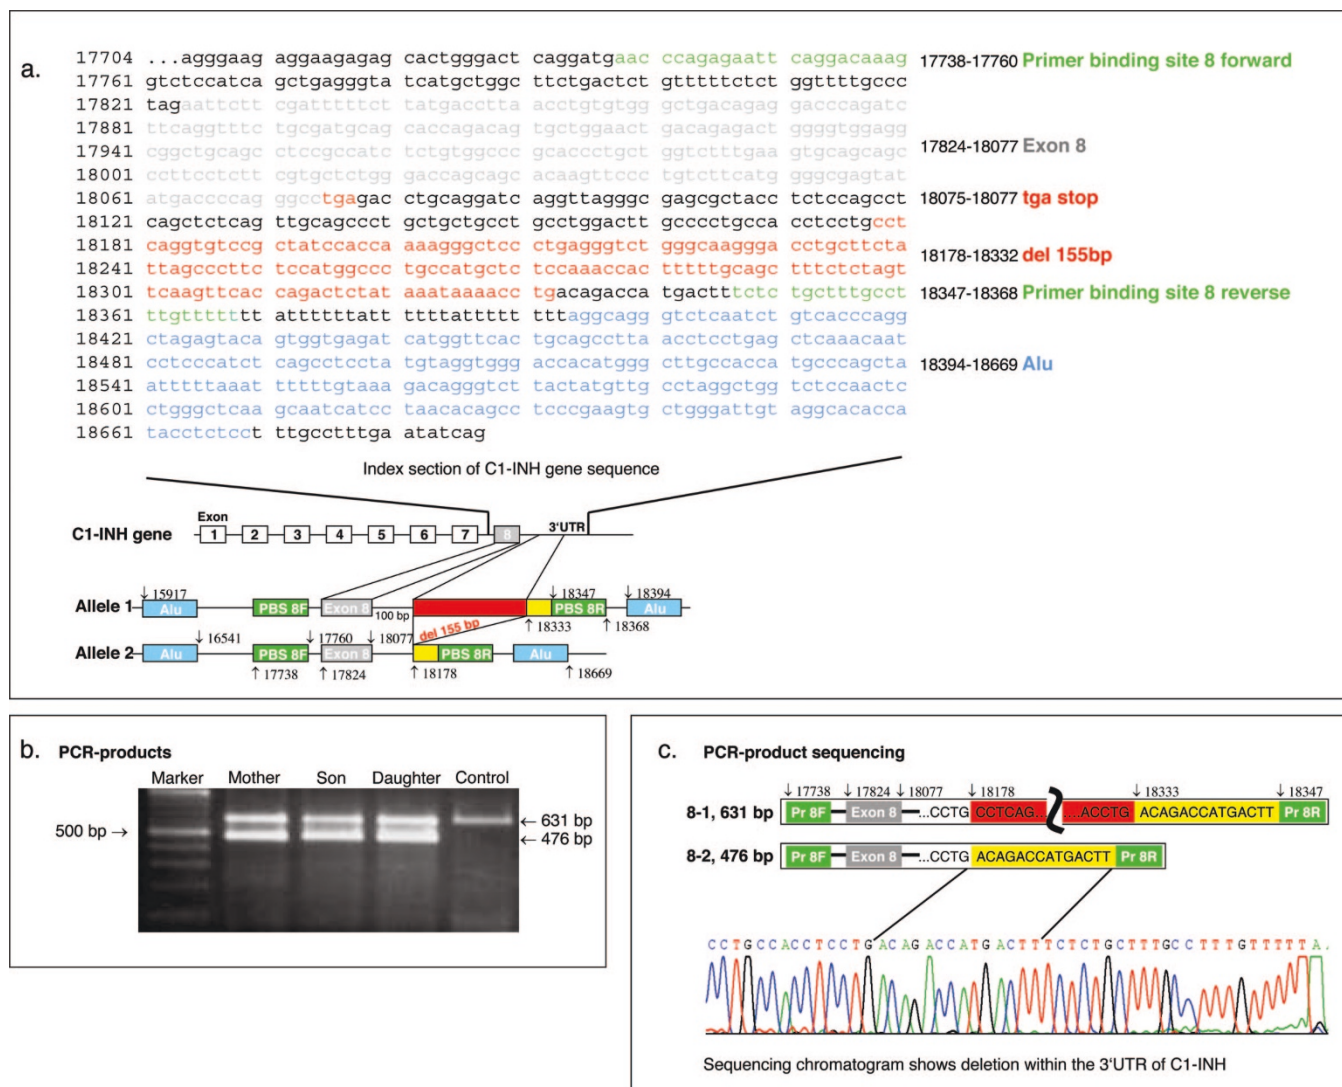 a.
17704 ...agggaag aggaagagag cactgggact caggatgaac ccagagaatt caggacaaag 17738-17760 Primer binding site 8 forward
17761 gtctccatca gctgagggta tcatgctggc ttctgactct gtttttctct ggttttgccc
17821 tagaattctt cgatttttct tatgacctta acctgtgtgg gctgacagag gacccagatc
17881 ttcaggtttc tgcgatgcag caccagacag tgctggaact gacagagact ggggtggagg
17941 cggctgcagc ctccgccatc tctgtggccc gcaccctgct ggtctttgaa gtgcagcagc 17824-18077 Exon 8
18001 ccttcctctt cgtgctctgg gaccagcagc acaagttccc tgtcttcatg gggcgagtat
18061 atgaccccag ggcctgagac ctgcaggatc aggttagggc gagcgctacc tctccagcct 18075-18077 tga stop
18121 cagctctcag ttgcagccct gctgctgcct gcctggactt gcccctgcca cctcctgcct
18181 caggtgtccg ctatccacca aaagggctcc ctgagggtct gggcaaggga cctgcttcta 18178-18332 del 155bp
18241 ttagcccttc tccatggccc tgccatgctc tccaaaccac tttttgcagc tttctctagt
18301 tcaagttcac cagactctat aaataaaacc tgacagacca tgactttctc tgctttgcct 18347-18368 Primer binding site 8 reverse
18361 ttgtttttttt attttttatt ttttattttt tttaggcagg gtctcaatct gtcacccagg
18421 ctagagtaca gtggtgagat catggttcact gcagccttaa cctcctgag ctcaaacaat
18481 cctcccatct cagcctccta tgtaggtggg accacatggg cttgccacca tgcccagcta 18394-18669 Alu
18541 atttttaaat tttttgtaaa gacagggtct tactatgttg cctaggctgg tctccaactc
18601 ctgggctcaa gcaatcatcc taacacagcc tcccgaagtg ctgggattgt aggcacacca
18661 tacctctcct ttgcctttga atatcag
Index section of C1-INH gene sequence
Exon
C1-INH gene 1 2 3 4 5 6 7 8 3'UTR
↓ 15917 ↓ 18347 ↓ 18394
Allele 1 Alu PBS 8F Exon 8 100 bp PBS 8R Alu
del 155 bp ↑ 18333 ↑ 18368
↓ 16541 ↓ 17760 ↓ 18077
Allele 2 Alu PBS 8F Exon 8 PBS 8R Alu
↑ 17738 ↑ 17824 ↑ 18178 ↑ 18669
b. PCR-products
Marker Mother Son Daughter Control
500 bp →
← 631 bp
← 476 bp
c. PCR-product sequencing
↓ 17738 ↓ 17824 ↓ 18077 ↓ 18178 ↓ 18333 ↓ 18347
8-1, 631 bp Pr 8F Exon 8 ...CCTG CCTCAG... ....ACCTG ACAGACCATGACTT Pr 8R
8-2, 476 bp Pr 8F Exon 8 ...CCTG ACAGACCATGACTT Pr 8R
CCTGCCACCTCCTGACAGACCATGACTTTCTCTGCTTTGCCTTTGTTTTTTA.
Sequencing chromatogram shows deletion within the 3'UTR of C1-INH